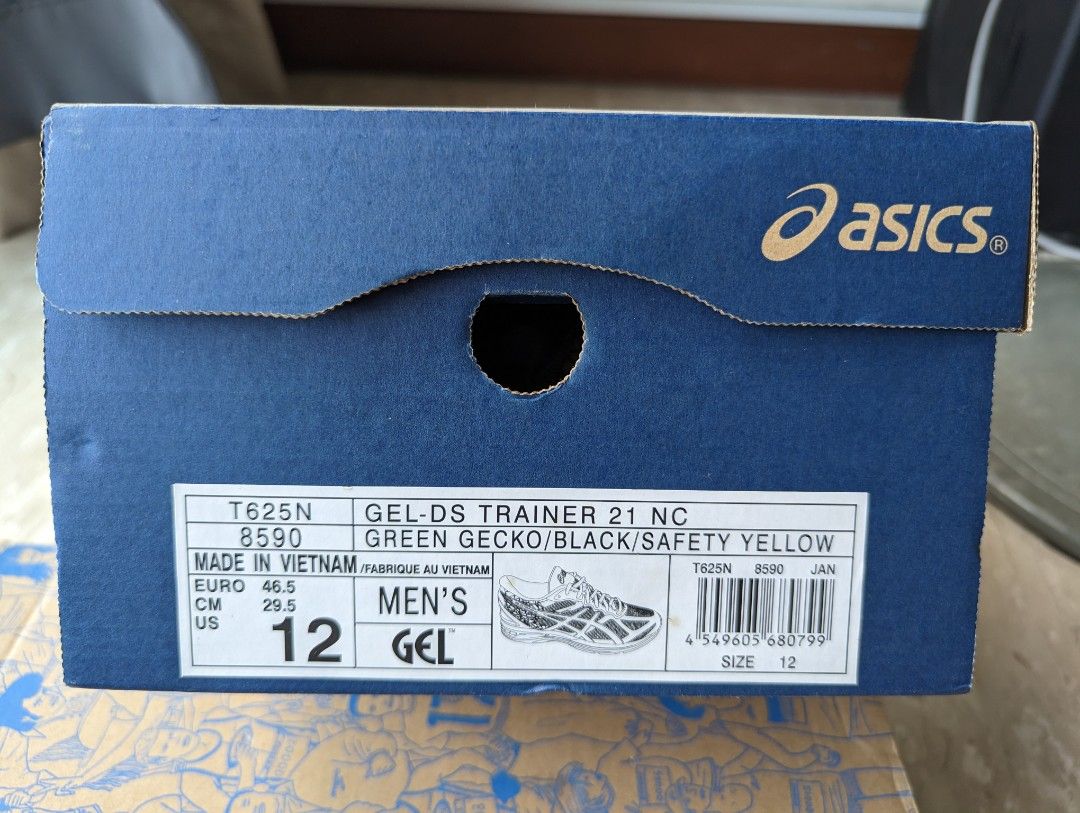 asics®
T625N GEL-DS TRAINER 21 NC
8590 GREEN GECKO/BLACK/SAFETY YELLOW
MADE IN VIETNAM/FABRIQUE AU VIETNAM
EURO 46.5
CM 29.5
US 12
MEN'S
GEL™
T625N 8590 JAN
4 549605 680799
SIZE 12